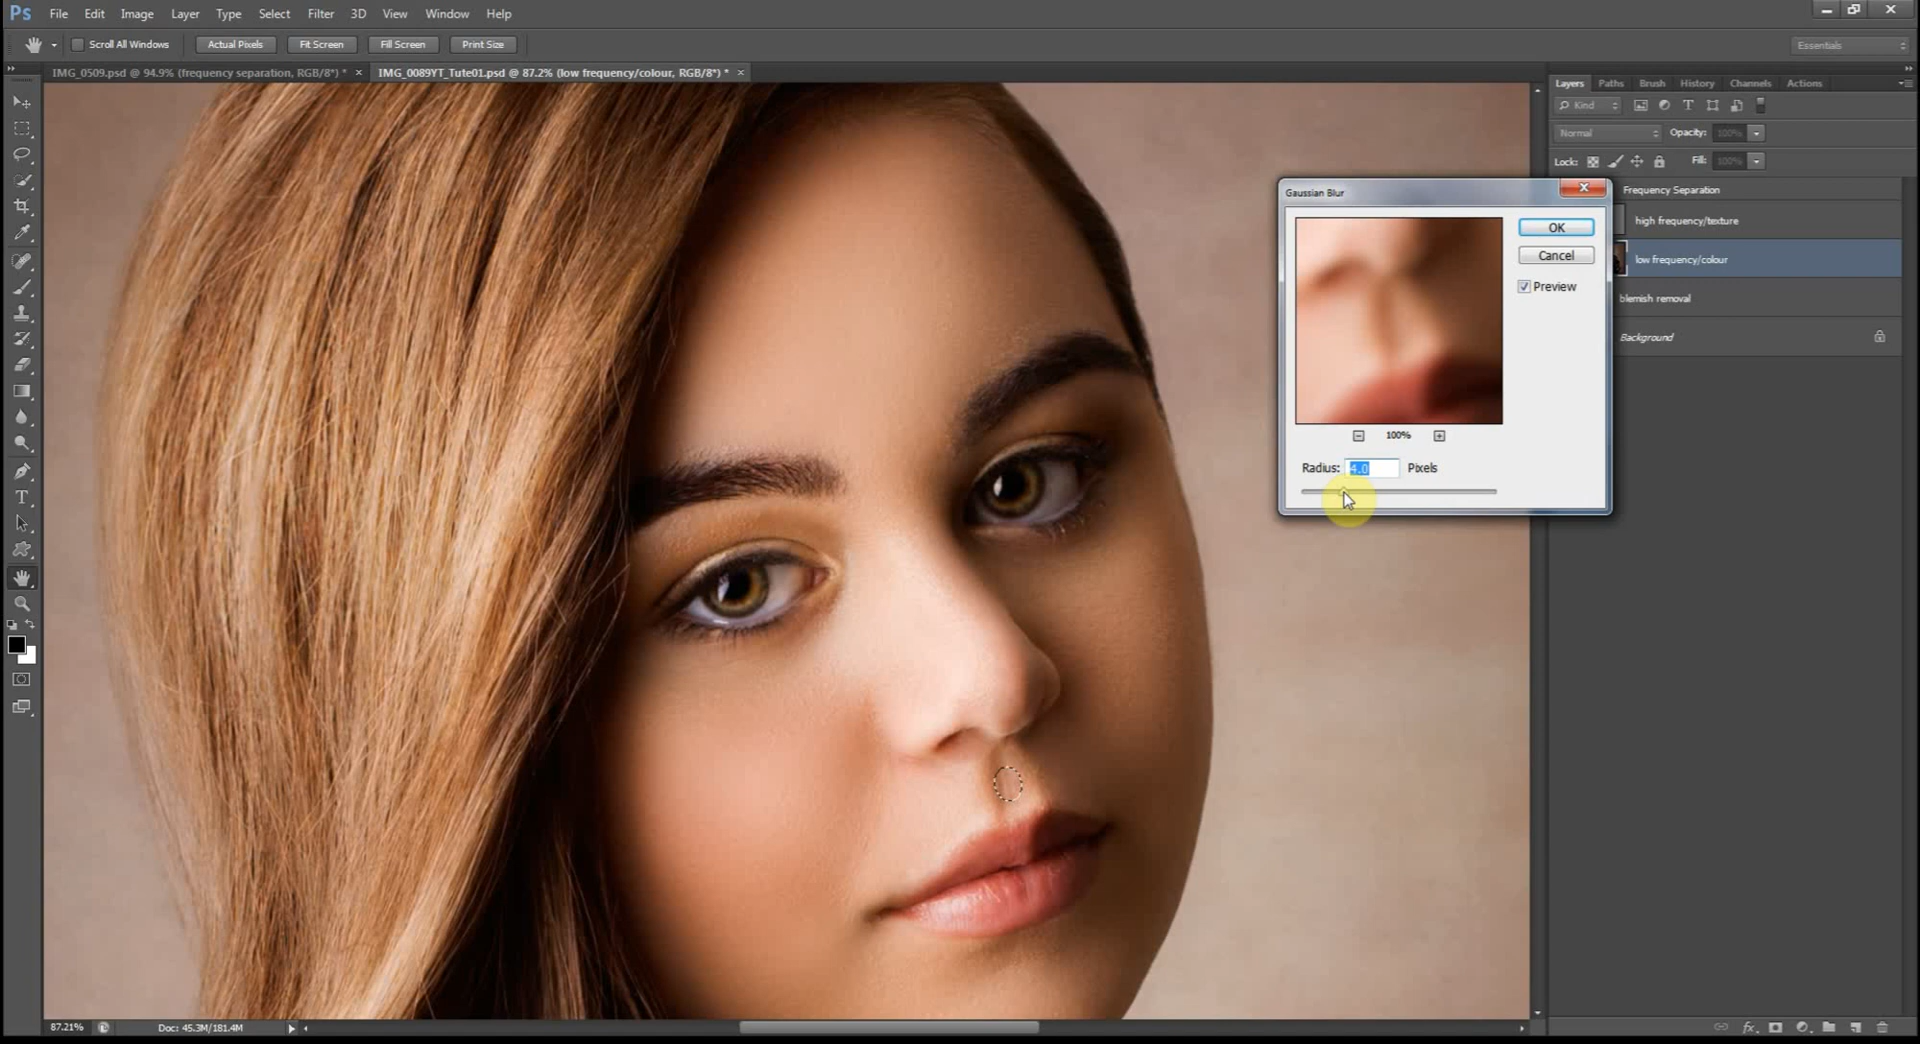 Ps File Edit Image Layer Type Select Filter 3D View Window Help
Scroll All Windows Actual Pixels Fit Screen Fill Screen Print Size Essentials
IMG_0509.psd @ 94.9% (frequency separation, RGB/8*) * × IMG_0089YT_Tute01.psd @ 87.2% (low frequency/colour, RGB/8*) * ×
Layers Paths Brush History Channels Actions
Kind
Normal Opacity: 100%
Lock: Fill: 100%
Frequency Separation
high frequency/texture
low frequency/colour
blemish removal
Background
Gaussian Blur
OK
Cancel
Preview
100%
Radius: 4.0 Pixels
T
87.21% Doc: 45.3M/181.4M
fx